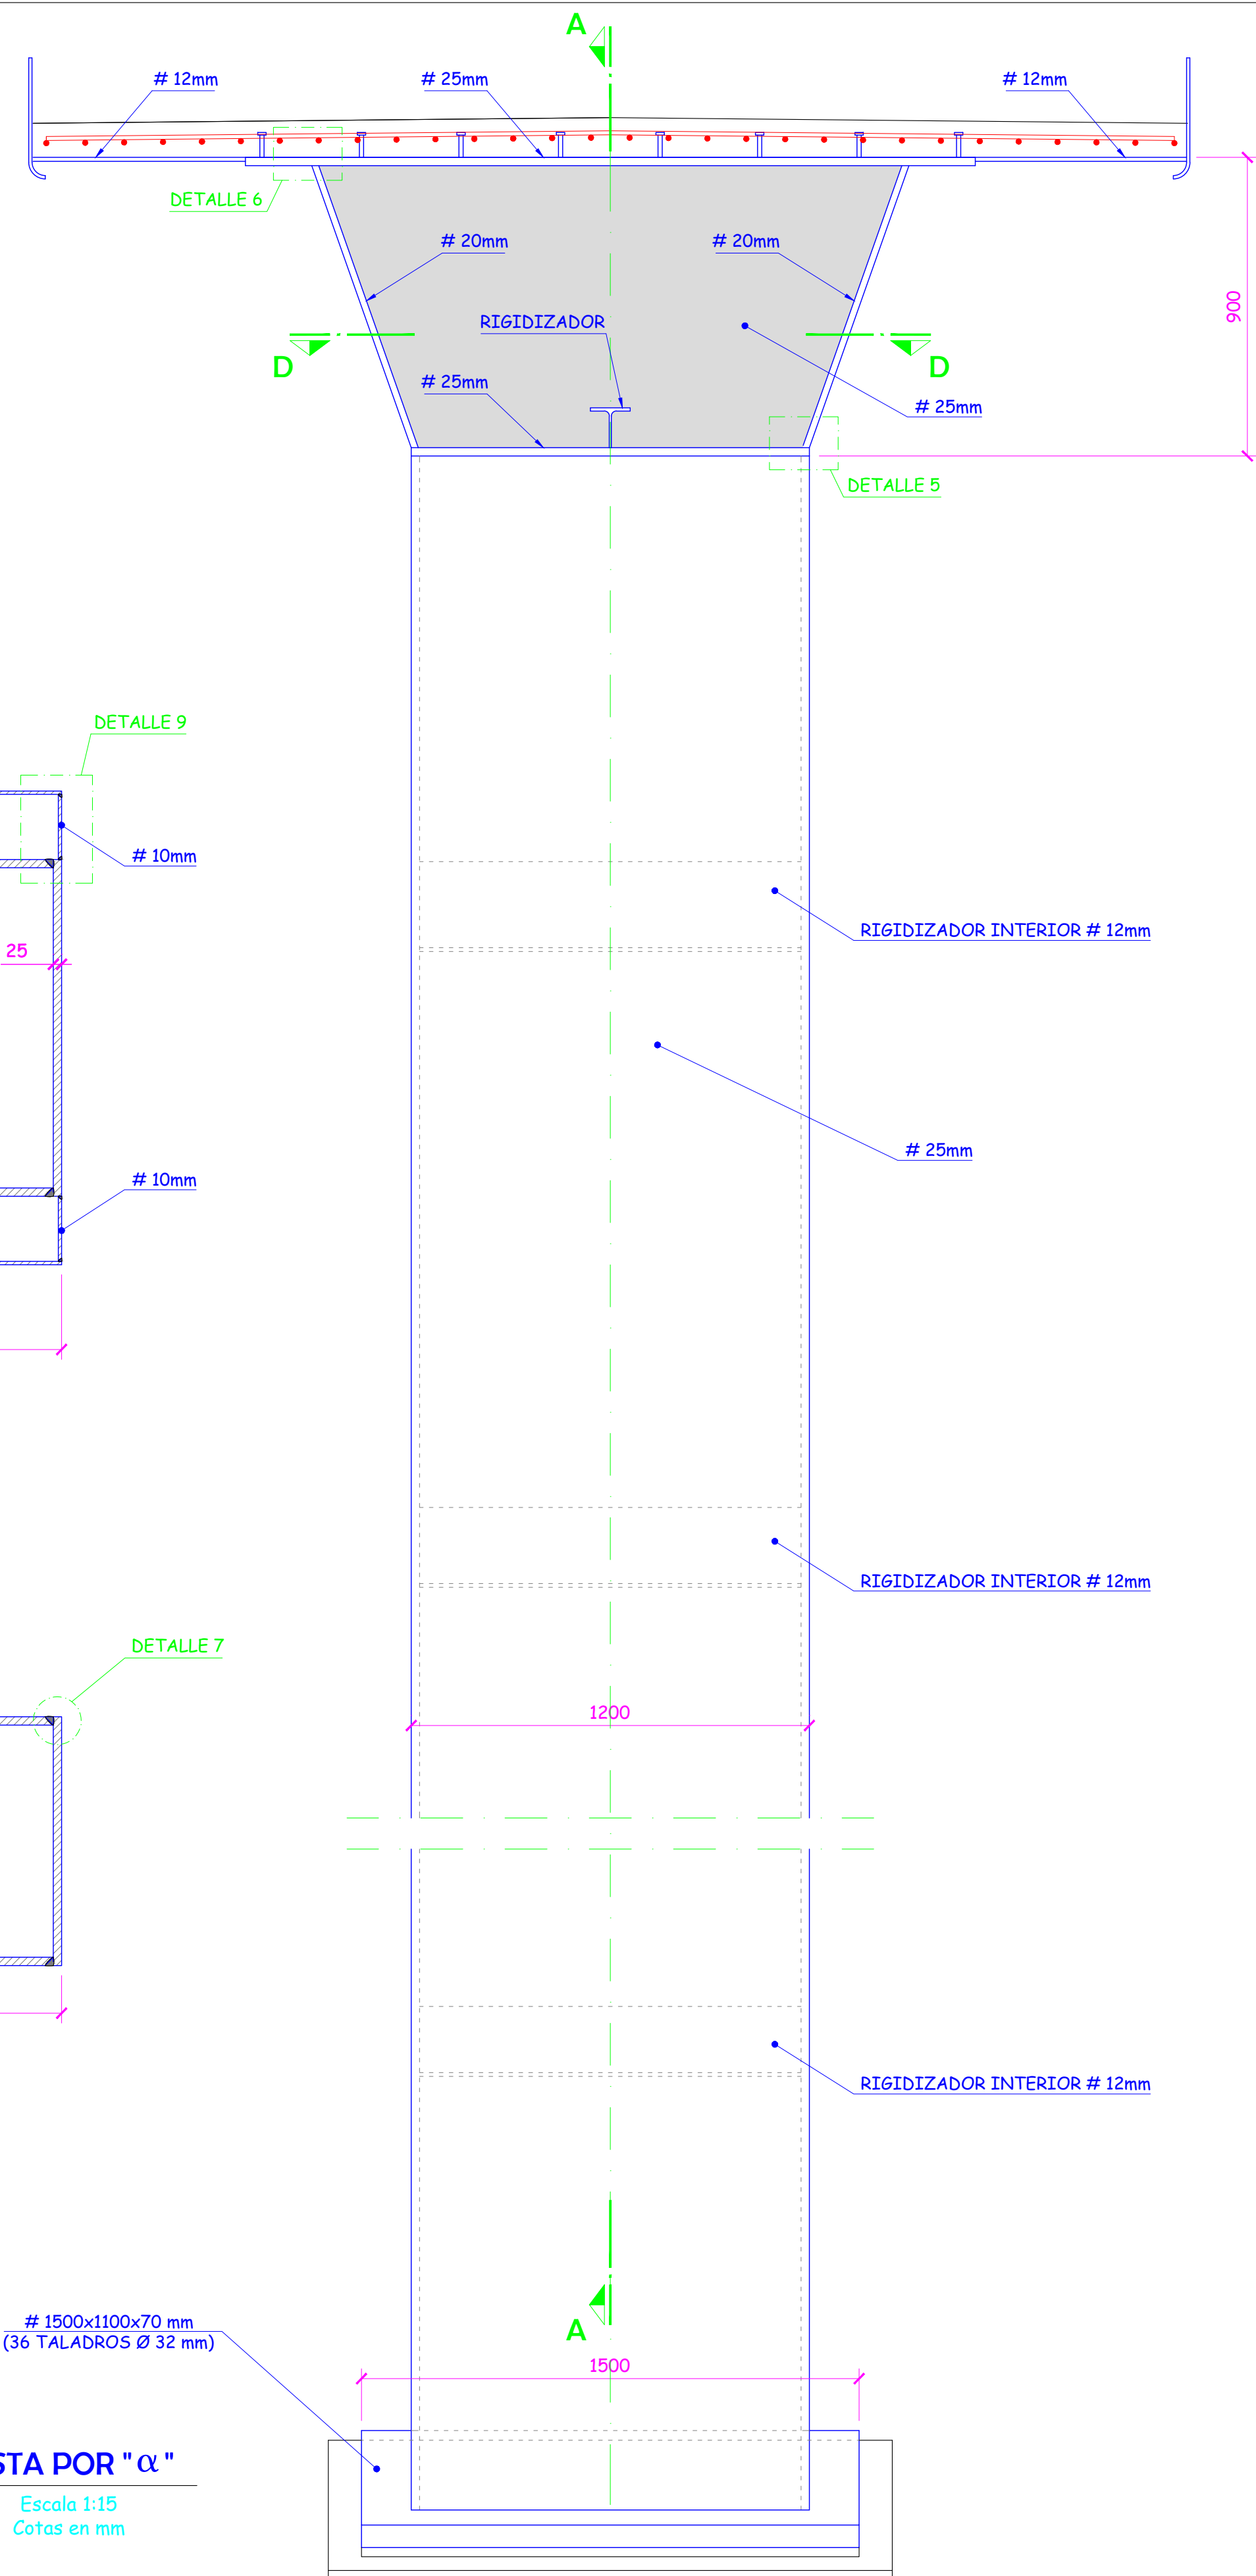 A
# 12mm
# 25mm
# 12mm
DETALLE 6
# 20mm
# 20mm
900
RIGIDIZADOR
D
D
# 25mm
# 25mm
DETALLE 5
DETALLE 9
# 10mm
RIGIDIZADOR INTERIOR # 12mm
25
# 25mm
# 10mm
RIGIDIZADOR INTERIOR # 12mm
DETALLE 7
1200
RIGIDIZADOR INTERIOR # 12mm
# 1500x1100x70 mm
(36 TALADROS Ø 32 mm)
A
1500
STA POR "α"
Escala 1:15
Cotas en mm